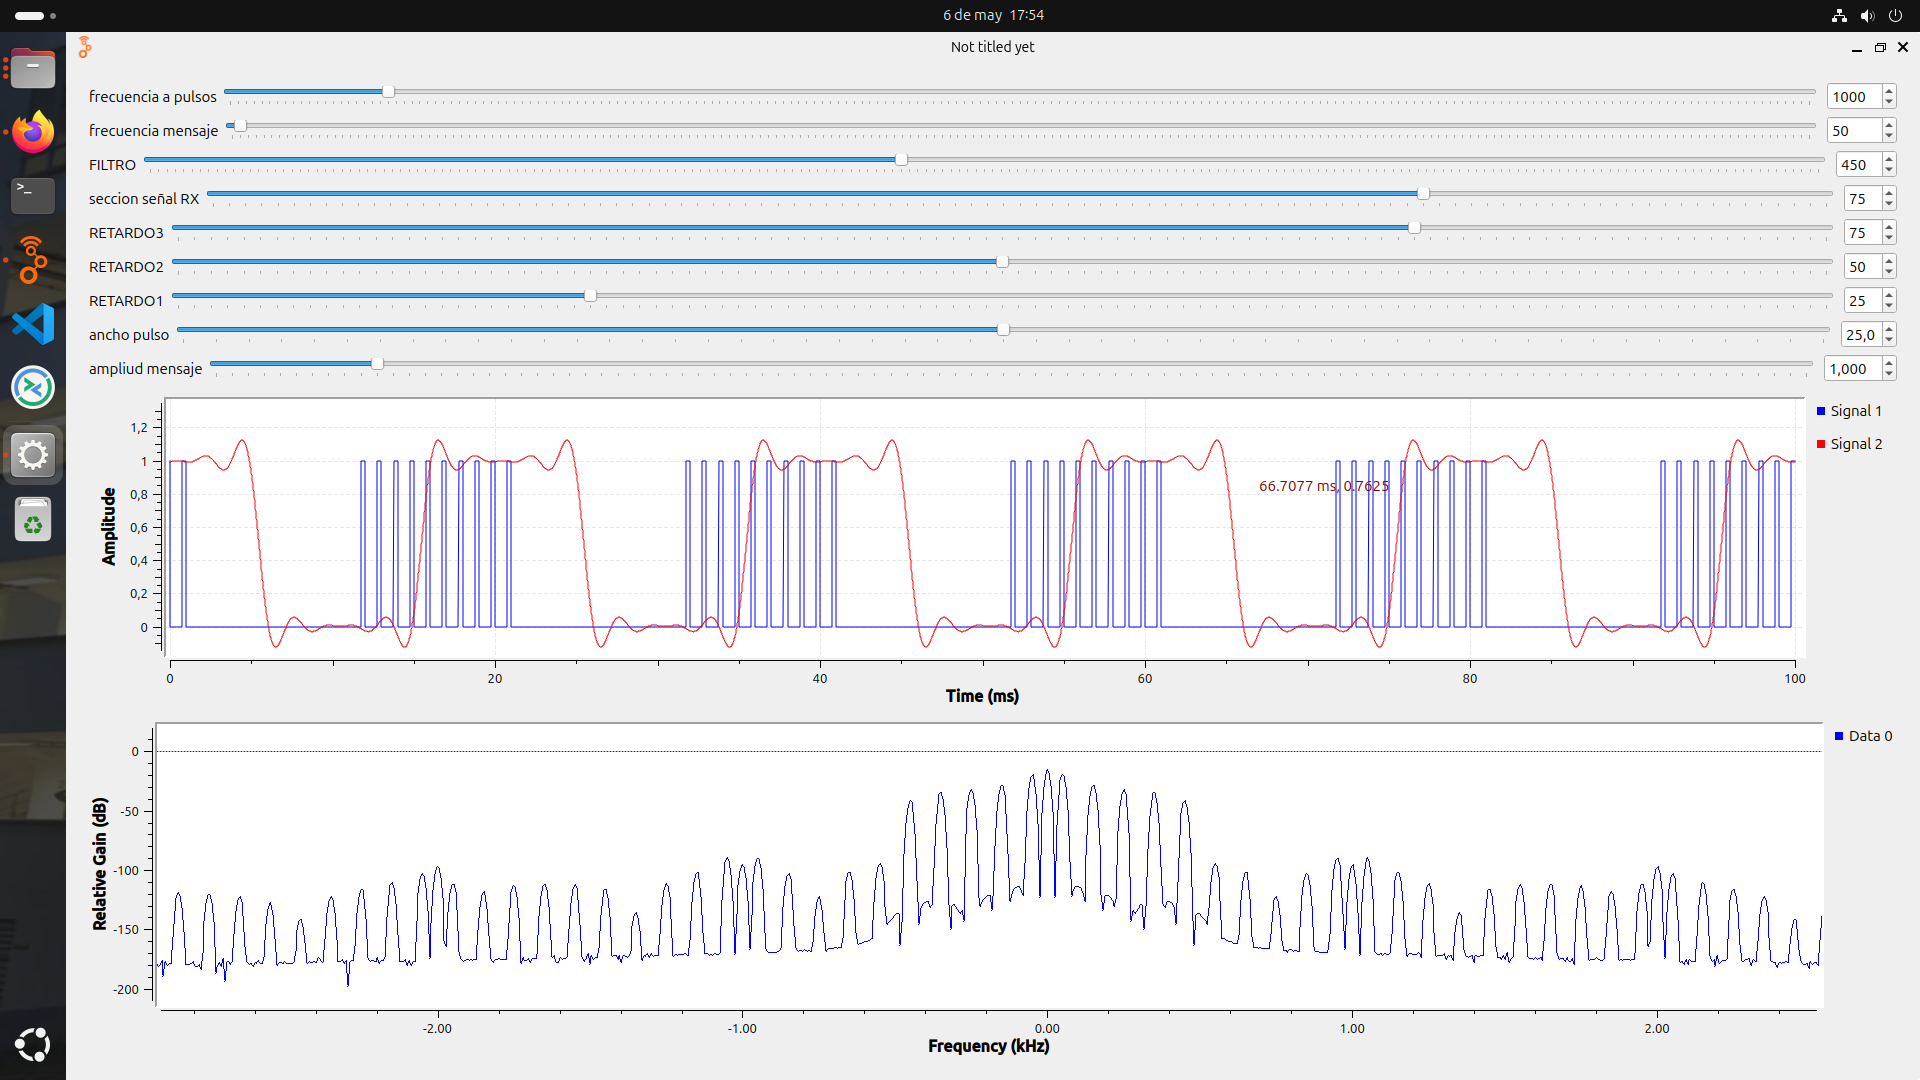 6 de may 17:54
Not titled yet
frecuencia a pulsos 1000
frecuencia mensaje 50
FILTRO 450
seccion señal RX 75
RETARDO3 75
RETARDO2 50
RETARDO1 25
ancho pulso 25,0
ampliud mensaje 1,000
Signal 1
Signal 2
1,2
1
0,8
0,6
0,4
0,2
0
Amplitude
66.7077 ms, 0.7625
0 20 40 60 80 100
Time (ms)
Data 0
0
-50
-100
-150
-200
Relative Gain (dB)
-2.00 -1.00 0.00 1.00 2.00
Frequency (kHz)